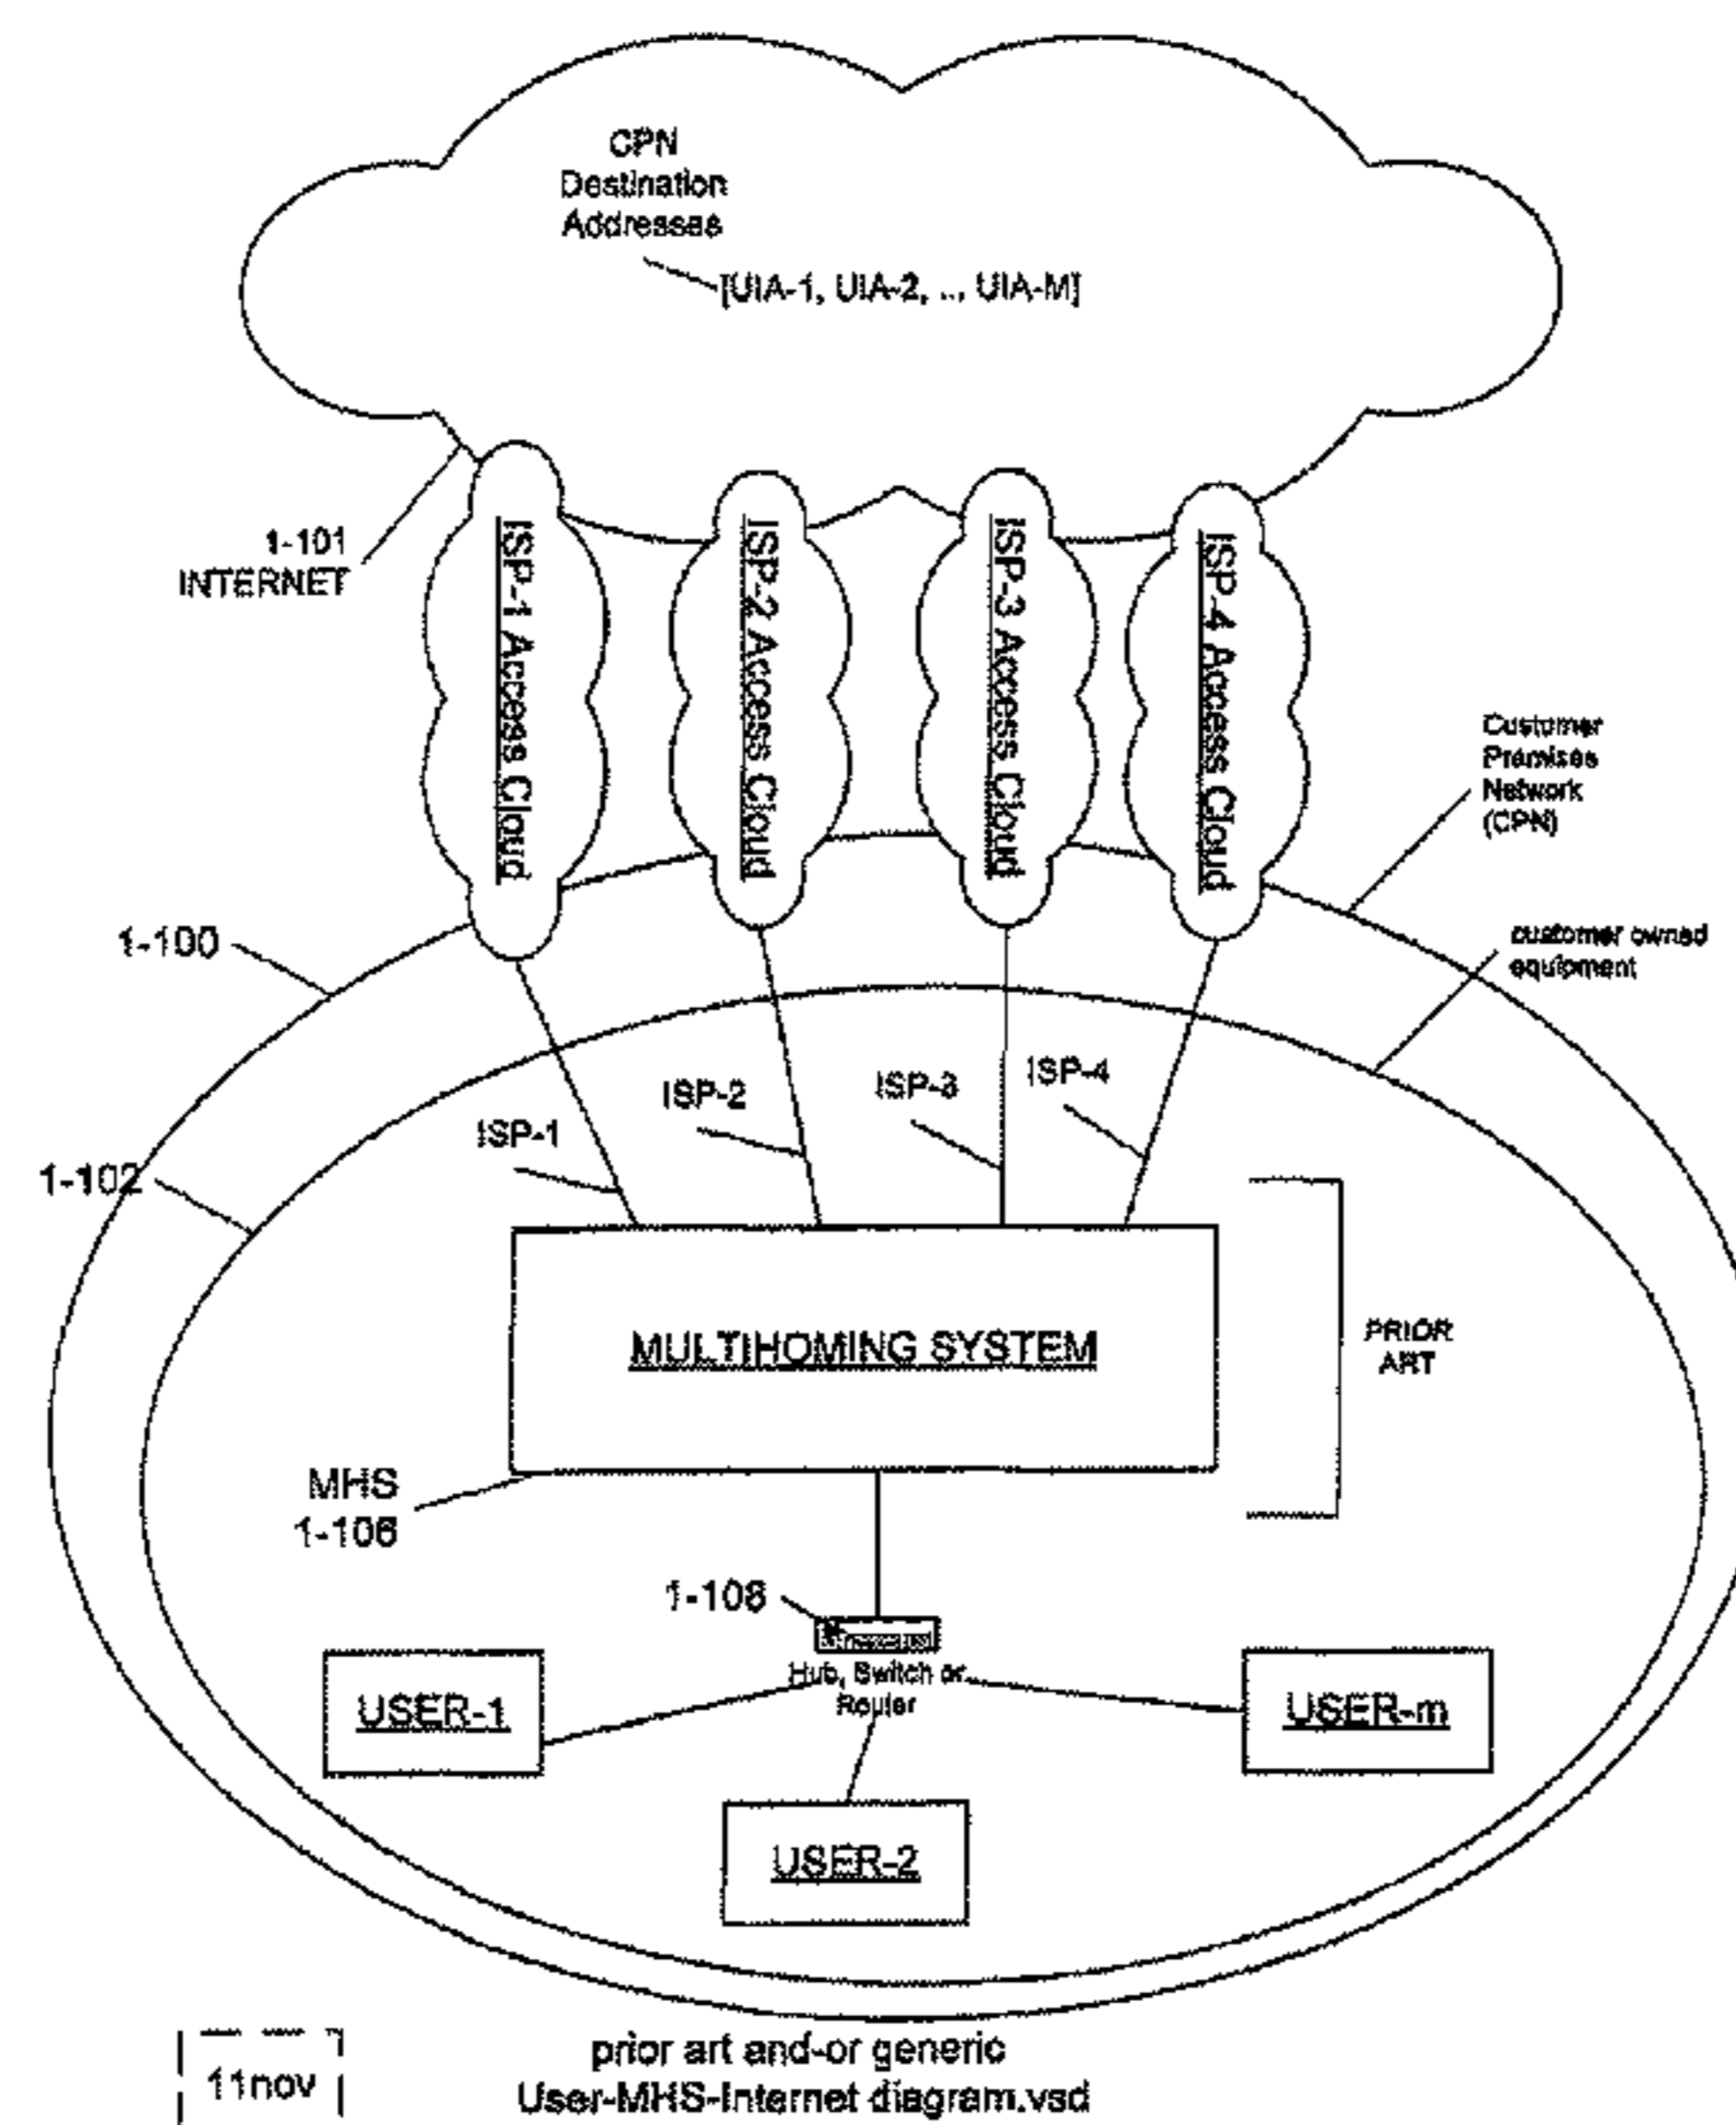 CPN
Destination
Addresses
[UIA-1, UIA-2, .., UIA-M]
1-101
INTERNET
ISP-1 Access Cloud
ISP-2 Access Cloud
ISP-3 Access Cloud
ISP-4 Access Cloud
Customer
Premises
Network
(CPN)
1-100
customer owned
equipment
ISP-1
ISP-2
ISP-3
ISP-4
1-102
MULTIHOMING SYSTEM
PRIOR
ART
MHS
1-106
1-108
Hub, Switch or
Router
USER-1
USER-m
USER-2
11nov
prior art and-or generic
User-MHS-Internet diagram.vsd